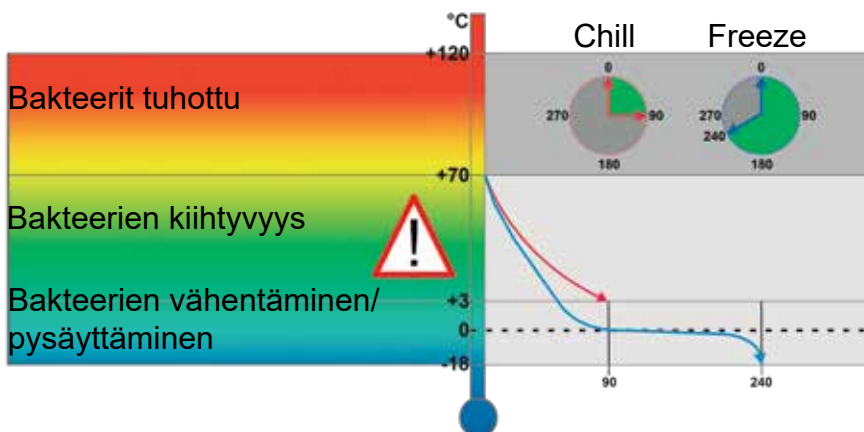 °C
Chill Freeze
+120
0 0
Bakteerit tuhottu
270 90 270 90
240
180 180
+70
Bakteerien kiihtyvyys
!
Bakteerien vähentäminen/
pysäyttäminen
+3
0
-18
90 240